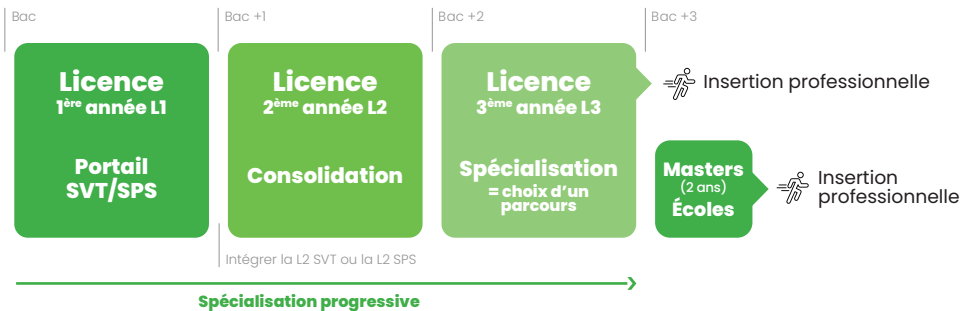 Bac
Bac +1
Bac +2
Bac +3
Licence
1ère année L1
Portail
SVT/SPS
Licence
2ème année L2
Consolidation
Licence
3ème année L3
Spécialisation
= choix d'un
parcours
Insertion professionnelle
Masters
(2 ans)
Écoles
Insertion
professionnelle
Intégrer la L2 SVT ou la L2 SPS
Spécialisation progressive